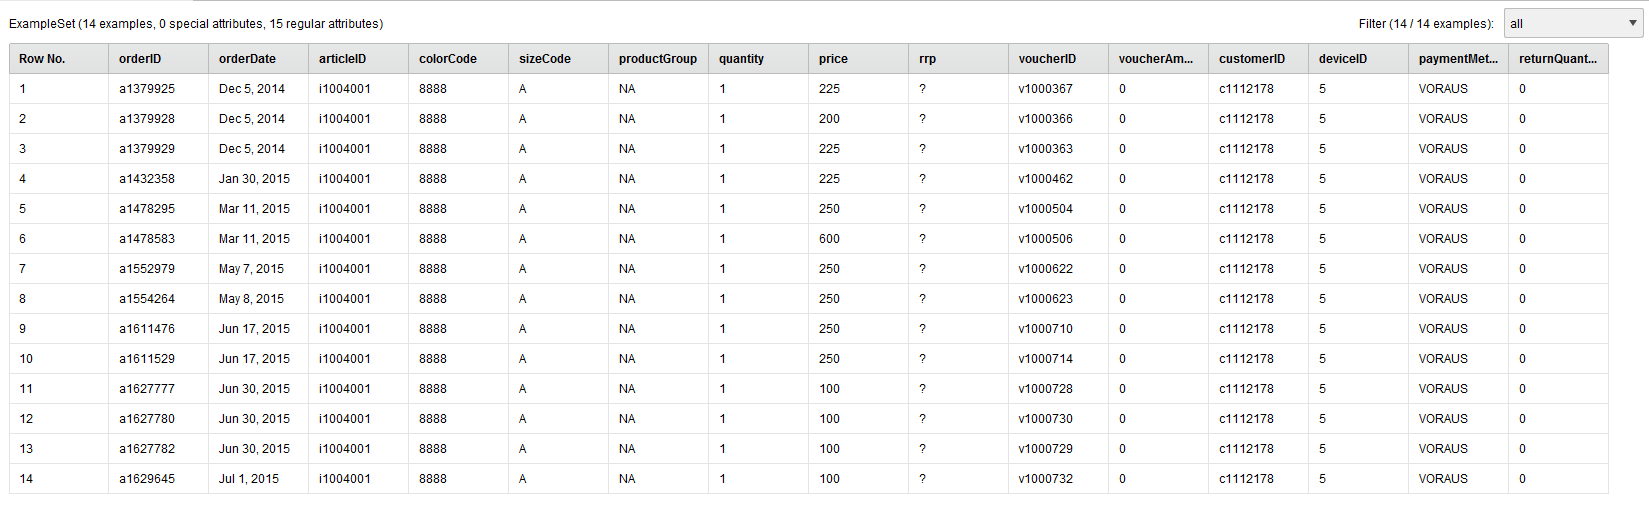 ExampleSet (14 examples, 0 special attributes, 15 regular attributes) Filter (14 / 14 examples): all
Row No. orderID orderDate articleID colorCode sizeCode productGroup quantity price rrp voucherID voucherAm... customerID deviceID paymentMet... returnQuant...
1 a1379925 Dec 5, 2014 i1004001 8888 A NA 1 225 ? v1000367 0 c1112178 5 VORAUS 0
2 a1379928 Dec 5, 2014 i1004001 8888 A NA 1 200 ? v1000366 0 c1112178 5 VORAUS 0
3 a1379929 Dec 5, 2014 i1004001 8888 A NA 1 225 ? v1000363 0 c1112178 5 VORAUS 0
4 a1432358 Jan 30, 2015 i1004001 8888 A NA 1 225 ? v1000462 0 c1112178 5 VORAUS 0
5 a1478295 Mar 11, 2015 i1004001 8888 A NA 1 250 ? v1000504 0 c1112178 5 VORAUS 0
6 a1478583 Mar 11, 2015 i1004001 8888 A NA 1 600 ? v1000506 0 c1112178 5 VORAUS 0
7 a1552979 May 7, 2015 i1004001 8888 A NA 1 250 ? v1000622 0 c1112178 5 VORAUS 0
8 a1554264 May 8, 2015 i1004001 8888 A NA 1 250 ? v1000623 0 c1112178 5 VORAUS 0
9 a1611476 Jun 17, 2015 i1004001 8888 A NA 1 250 ? v1000710 0 c1112178 5 VORAUS 0
10 a1611529 Jun 17, 2015 i1004001 8888 A NA 1 250 ? v1000714 0 c1112178 5 VORAUS 0
11 a1627777 Jun 30, 2015 i1004001 8888 A NA 1 100 ? v1000728 0 c1112178 5 VORAUS 0
12 a1627780 Jun 30, 2015 i1004001 8888 A NA 1 100 ? v1000730 0 c1112178 5 VORAUS 0
13 a1627782 Jun 30, 2015 i1004001 8888 A NA 1 100 ? v1000729 0 c1112178 5 VORAUS 0
14 a1629645 Jul 1, 2015 i1004001 8888 A NA 1 100 ? v1000732 0 c1112178 5 VORAUS 0